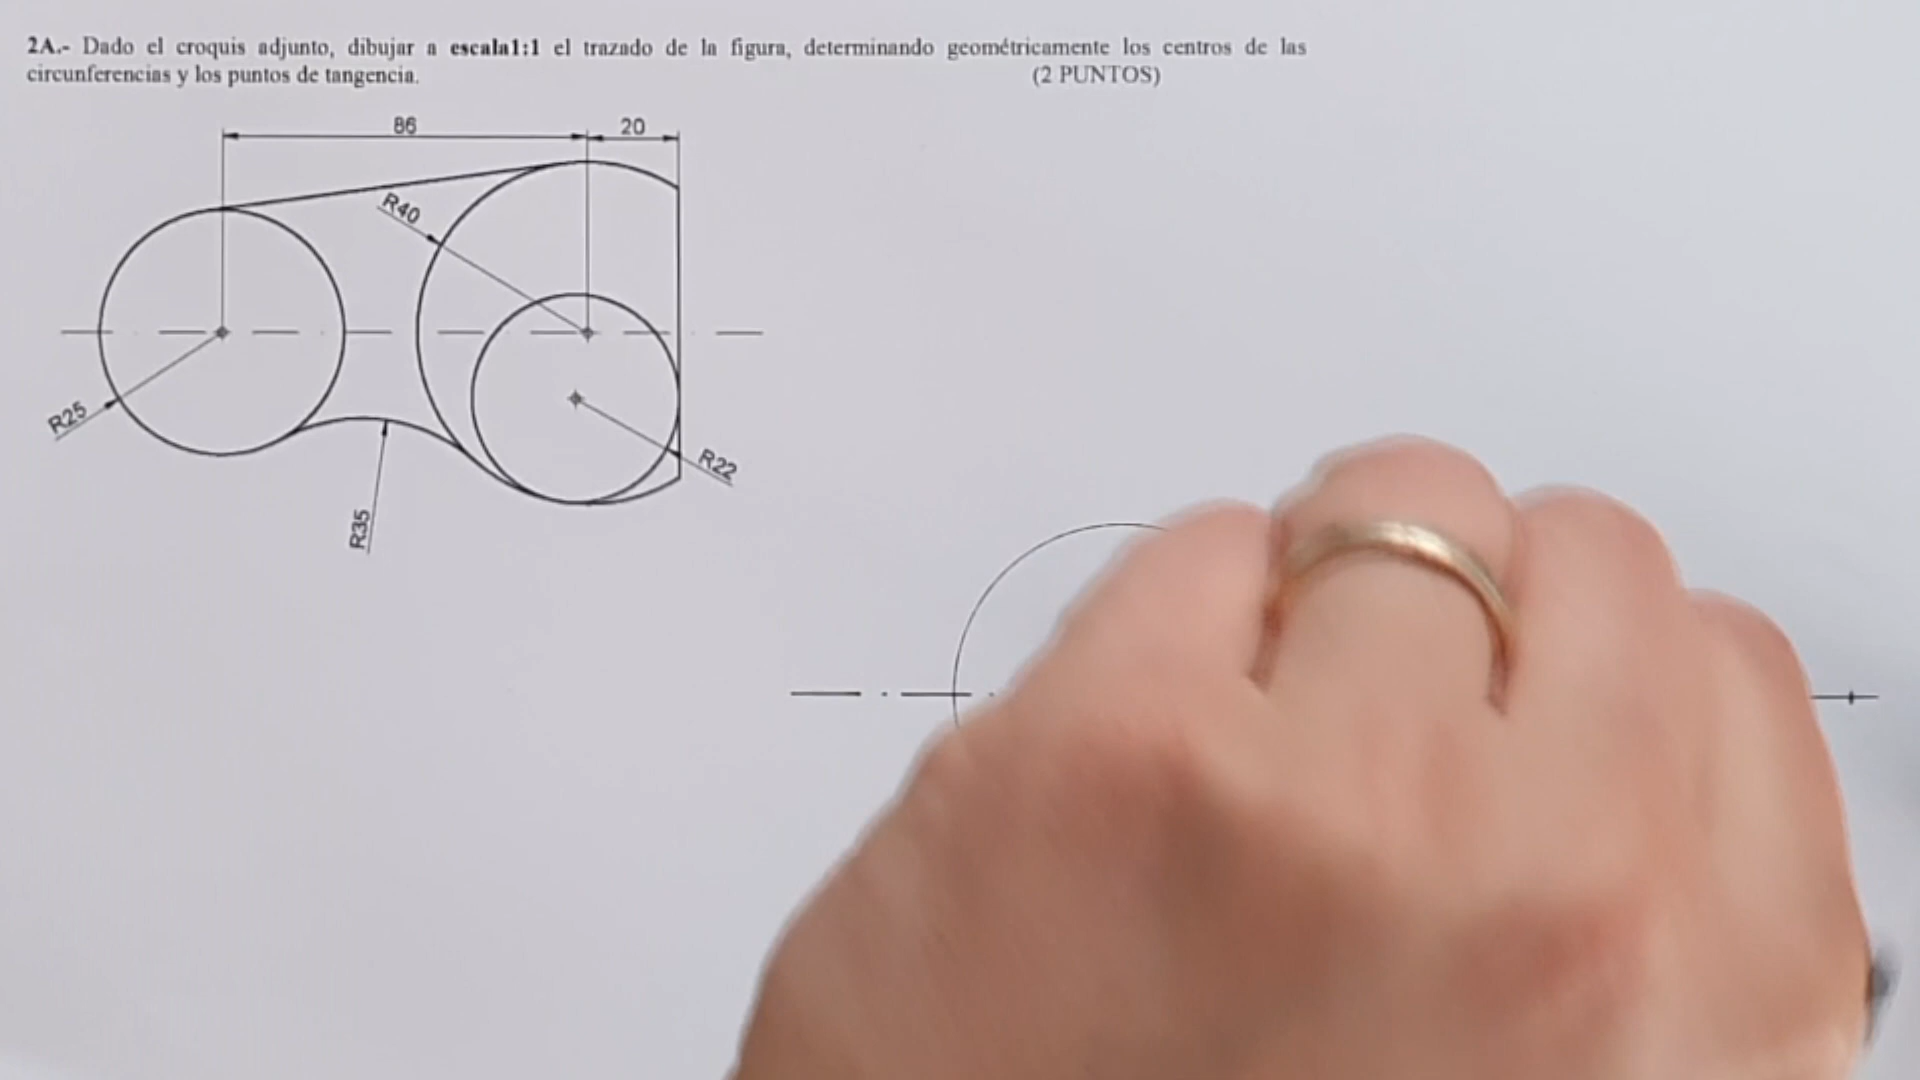 2A.- Dado el croquis adjunto, dibujar a escala1:1 el trazado de la figura, determinando geométricamente los centros de las
circunferencias y los puntos de tangencia. (2 PUNTOS)
86
20
R40
R25
R22
R35